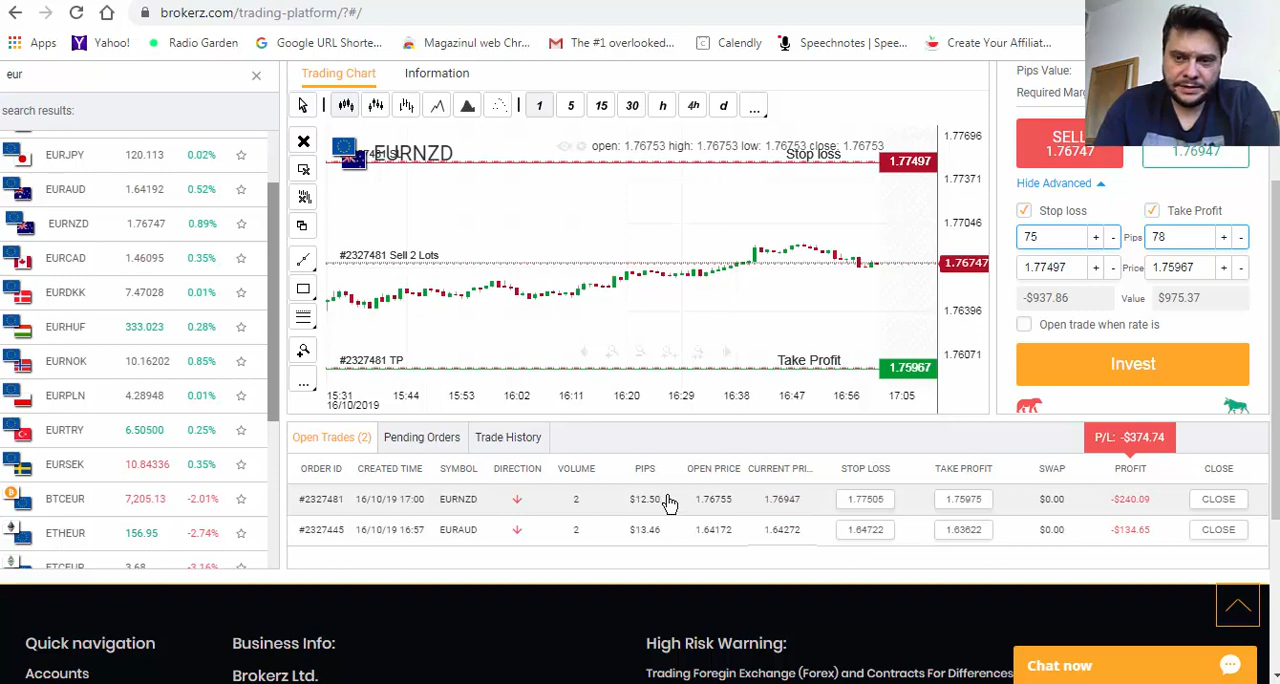 brokerz.com/trading-platform/?#/
Apps Yahoo! Radio Garden Google URL Shorte... Magazinul web Chr... The #1 overlooked... Calendly Speechnotes | Spee... Create Your Affiliat...
eur
search results:
EURJPY 120.113 0.02%
EURAUD 1.64192 0.52%
EURNZD 1.76747 0.89%
EURCAD 1.46095 0.35%
EURDKK 7.47028 0.01%
EURHUF 333.023 0.28%
EURNOK 10.16202 0.85%
EURPLN 4.28948 0.01%
EURTRY 6.50500 0.25%
EURSEK 10.84336 0.35%
BTCEUR 7,205.13 -2.01%
ETHEUR 156.95 -2.74%
ETCEUR 3.68 -3.16%
Trading Chart Information
1 5 15 30 h 4h d ...
EURNZD
open: 1.76753 high: 1.76753 low: 1.76753 close: 1.76753
Stop loss
1.77696
1.77497
1.77371
1.77046
#2327481 Sell 2 Lots
1.76747
1.76396
1.76071
#2327481 TP
Take Profit
1.75967
15:31 15:44 15:53 16:02 16:11 16:20 16:29 16:38 16:47 16:56 17:05
16/10/2019
Pips Value:
Required Mar
SELL
1.76747
1.76947
Hide Advanced
Stop loss Take Profit
75 + - Pips 78 + -
1.77497 + - Price 1.75967 + -
-$937.86 Value $975.37
Open trade when rate is
Invest
Open Trades (2) Pending Orders Trade History
P/L: -$374.74
ORDER ID CREATED TIME SYMBOL DIRECTION VOLUME PIPS OPEN PRICE CURRENT PRI... STOP LOSS TAKE PROFIT SWAP PROFIT CLOSE
#2327481 16/10/19 17:00 EURNZD 2 $12.50 1.76753 1.76947 1.77505 1.75975 $0.00 -$240.09 CLOSE
#2327445 16/10/19 16:57 EURAUD 2 $13.46 1.64172 1.64272 1.64722 1.63622 $0.00 -$134.65 CLOSE
Quick navigation
Accounts
Business Info:
Brokerz Ltd.
High Risk Warning:
Trading Foregin Exchange (Forex) and Contracts For Differences
Chat now